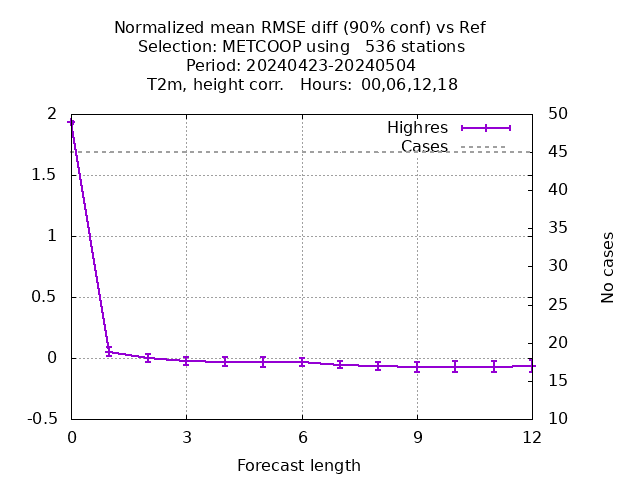 Normalized mean RMSE diff (90% conf) vs Ref
Selection: METCOOP using   536 stations
Period: 20240423-20240504
T2m, height corr.   Hours:  00,06,12,18
2
1.5
1
0.5
0
-0.5
Highres
Cases
50
45
40
35
30
25
20
15
10
No cases
0
3
6
9
12
Forecast length